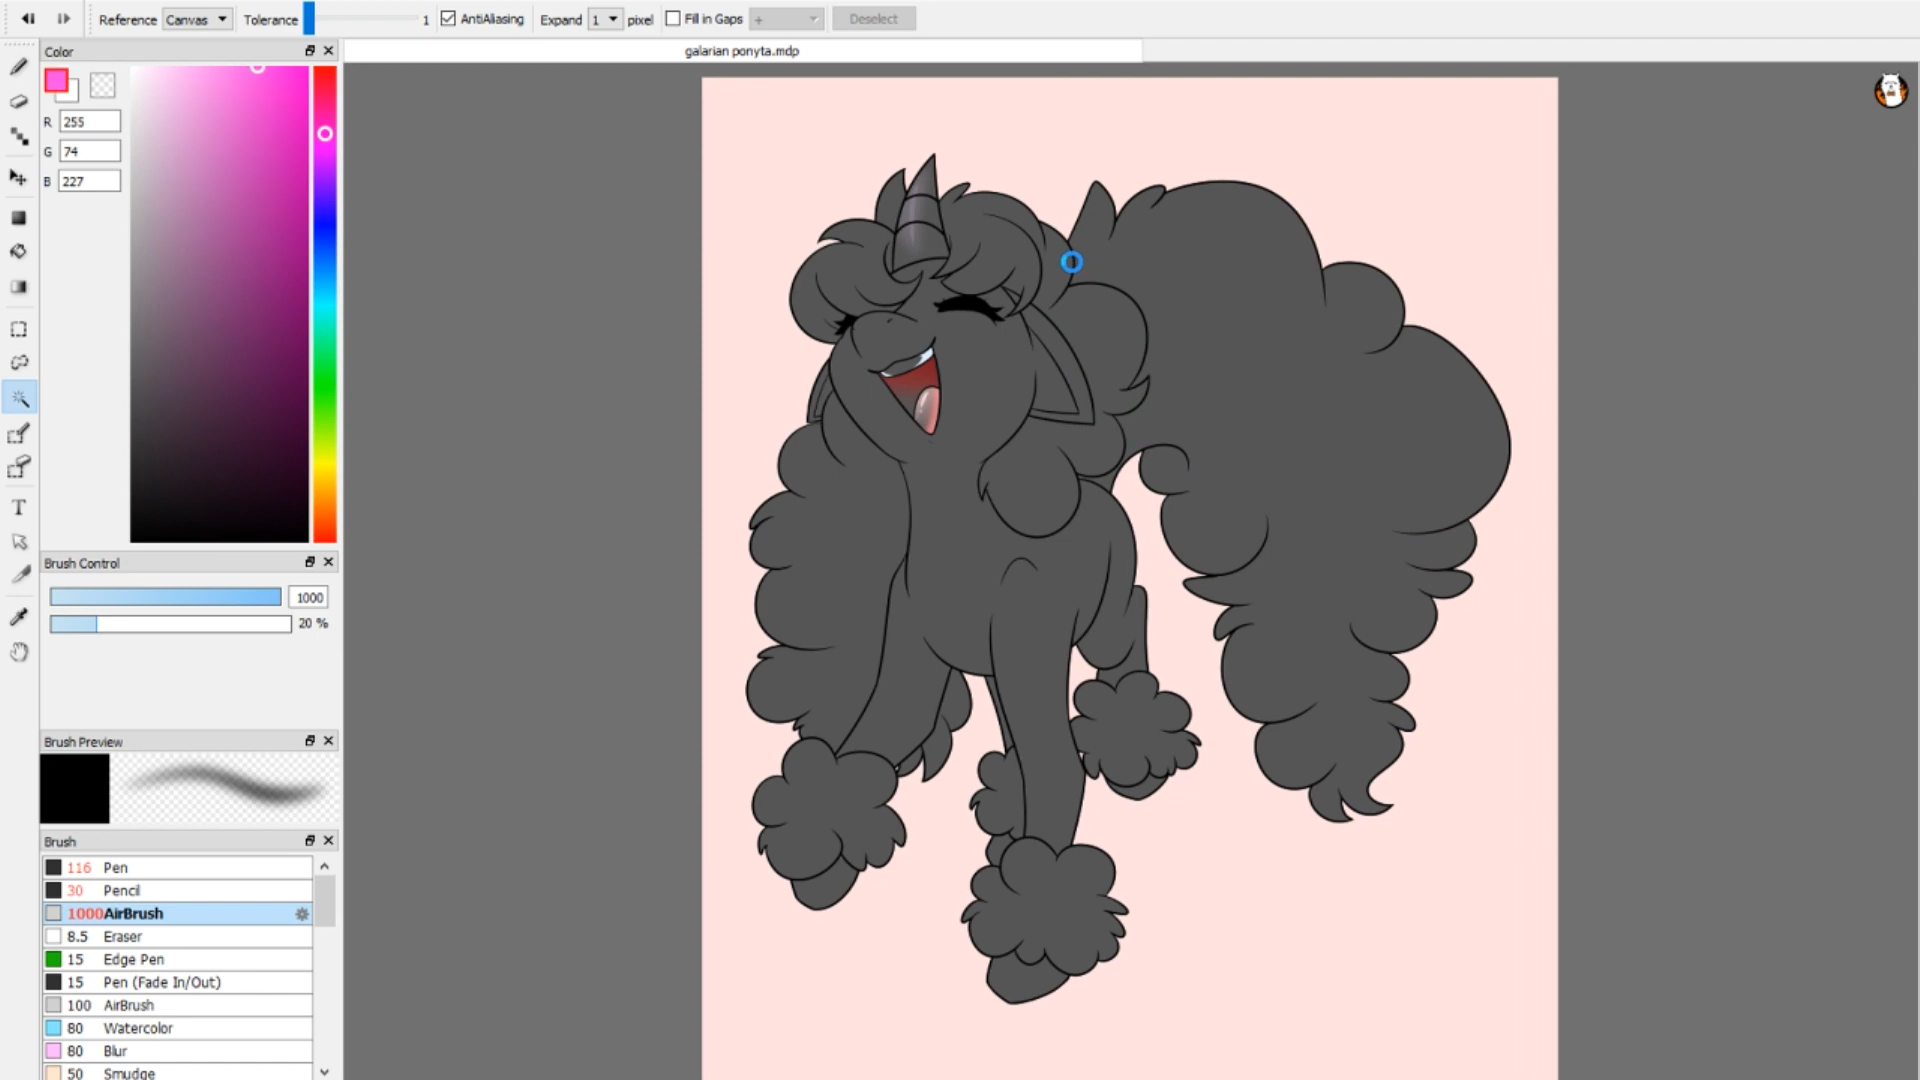 Reference Canvas Tolerance 1 AntiAliasing Expand 1 pixel Fill in Gaps + Deselect
Color
galarian ponyta.mdp
R 255
G 74
B 227
Brush Control
1000
20 %
Brush Preview
Brush
116 Pen
30 Pencil
1000 AirBrush
8.5 Eraser
15 Edge Pen
15 Pen (Fade In/Out)
100 AirBrush
80 Watercolor
80 Blur
50 Smudge
T